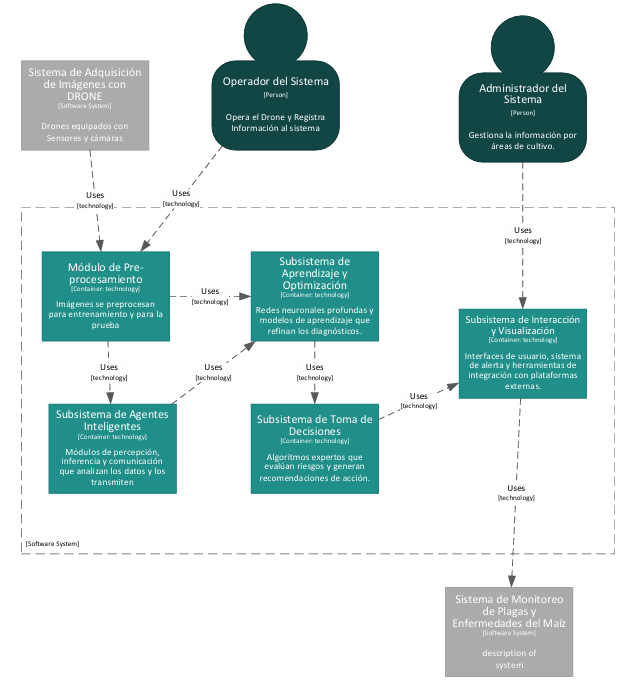 Sistema de Adquisición
de Imágenes con
DRONE
[Software System]
Drones equipados con
Sensores y cámaras
Operador del Sistema
[Person]
Opera el Drone y Registra
Información al sistema
Administrador del
Sistema
[Person]
Gestiona la información por
áreas de cultivo.
Uses
[technology]
Uses
[technology]
Uses
[technology]
Módulo de Pre-
procesamiento
[Container: technology]
Imágenes se preprocesan
para entrenamiento y para la
prueba
Uses
[technology]
Subsistema de
Aprendizaje y
Optimización
[Container: technology]
Redes neuronales profundas y
modelos de aprendizaje que
refinan los diagnósticos.
Subsistema de Interacción
y Visualización
[Container: technology]
Interfaces de usuario, sistema
de alerta y herramientas de
integración con plataformas
externas.
Uses
[technology]
Uses
[technology]
Uses
[technology]
Uses
[technology]
Subsistema de Agentes
Inteligentes
[Container: technology]
Módulos de percepción,
inferencia y comunicación
que analizan los datos y los
transmiten
Subsistema de Toma de
Decisiones
[Container: technology]
Algoritmos expertos que
evalúan riesgos y generan
recomendaciones de acción.
Uses
[technology]
[Software System]
Sistema de Monitoreo
de Plagas y
Enfermedades del Maíz
[Software System]
description of
system